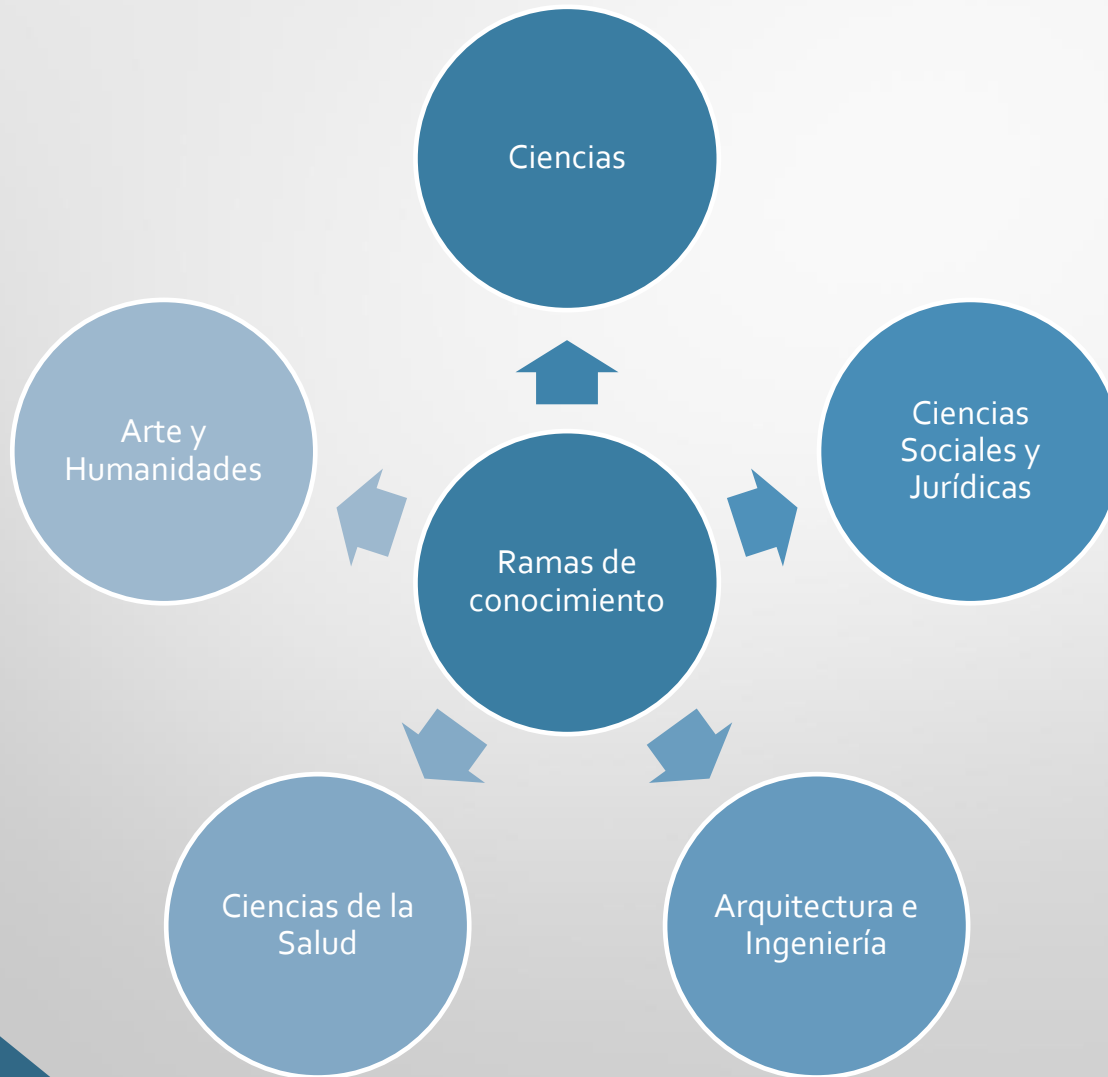 Ciencias
Ciencias
Sociales y
Jurídicas
Arquitectura e
Ingeniería
Ciencias de la
Salud
Arte y
Humanidades
Ramas de
conocimiento